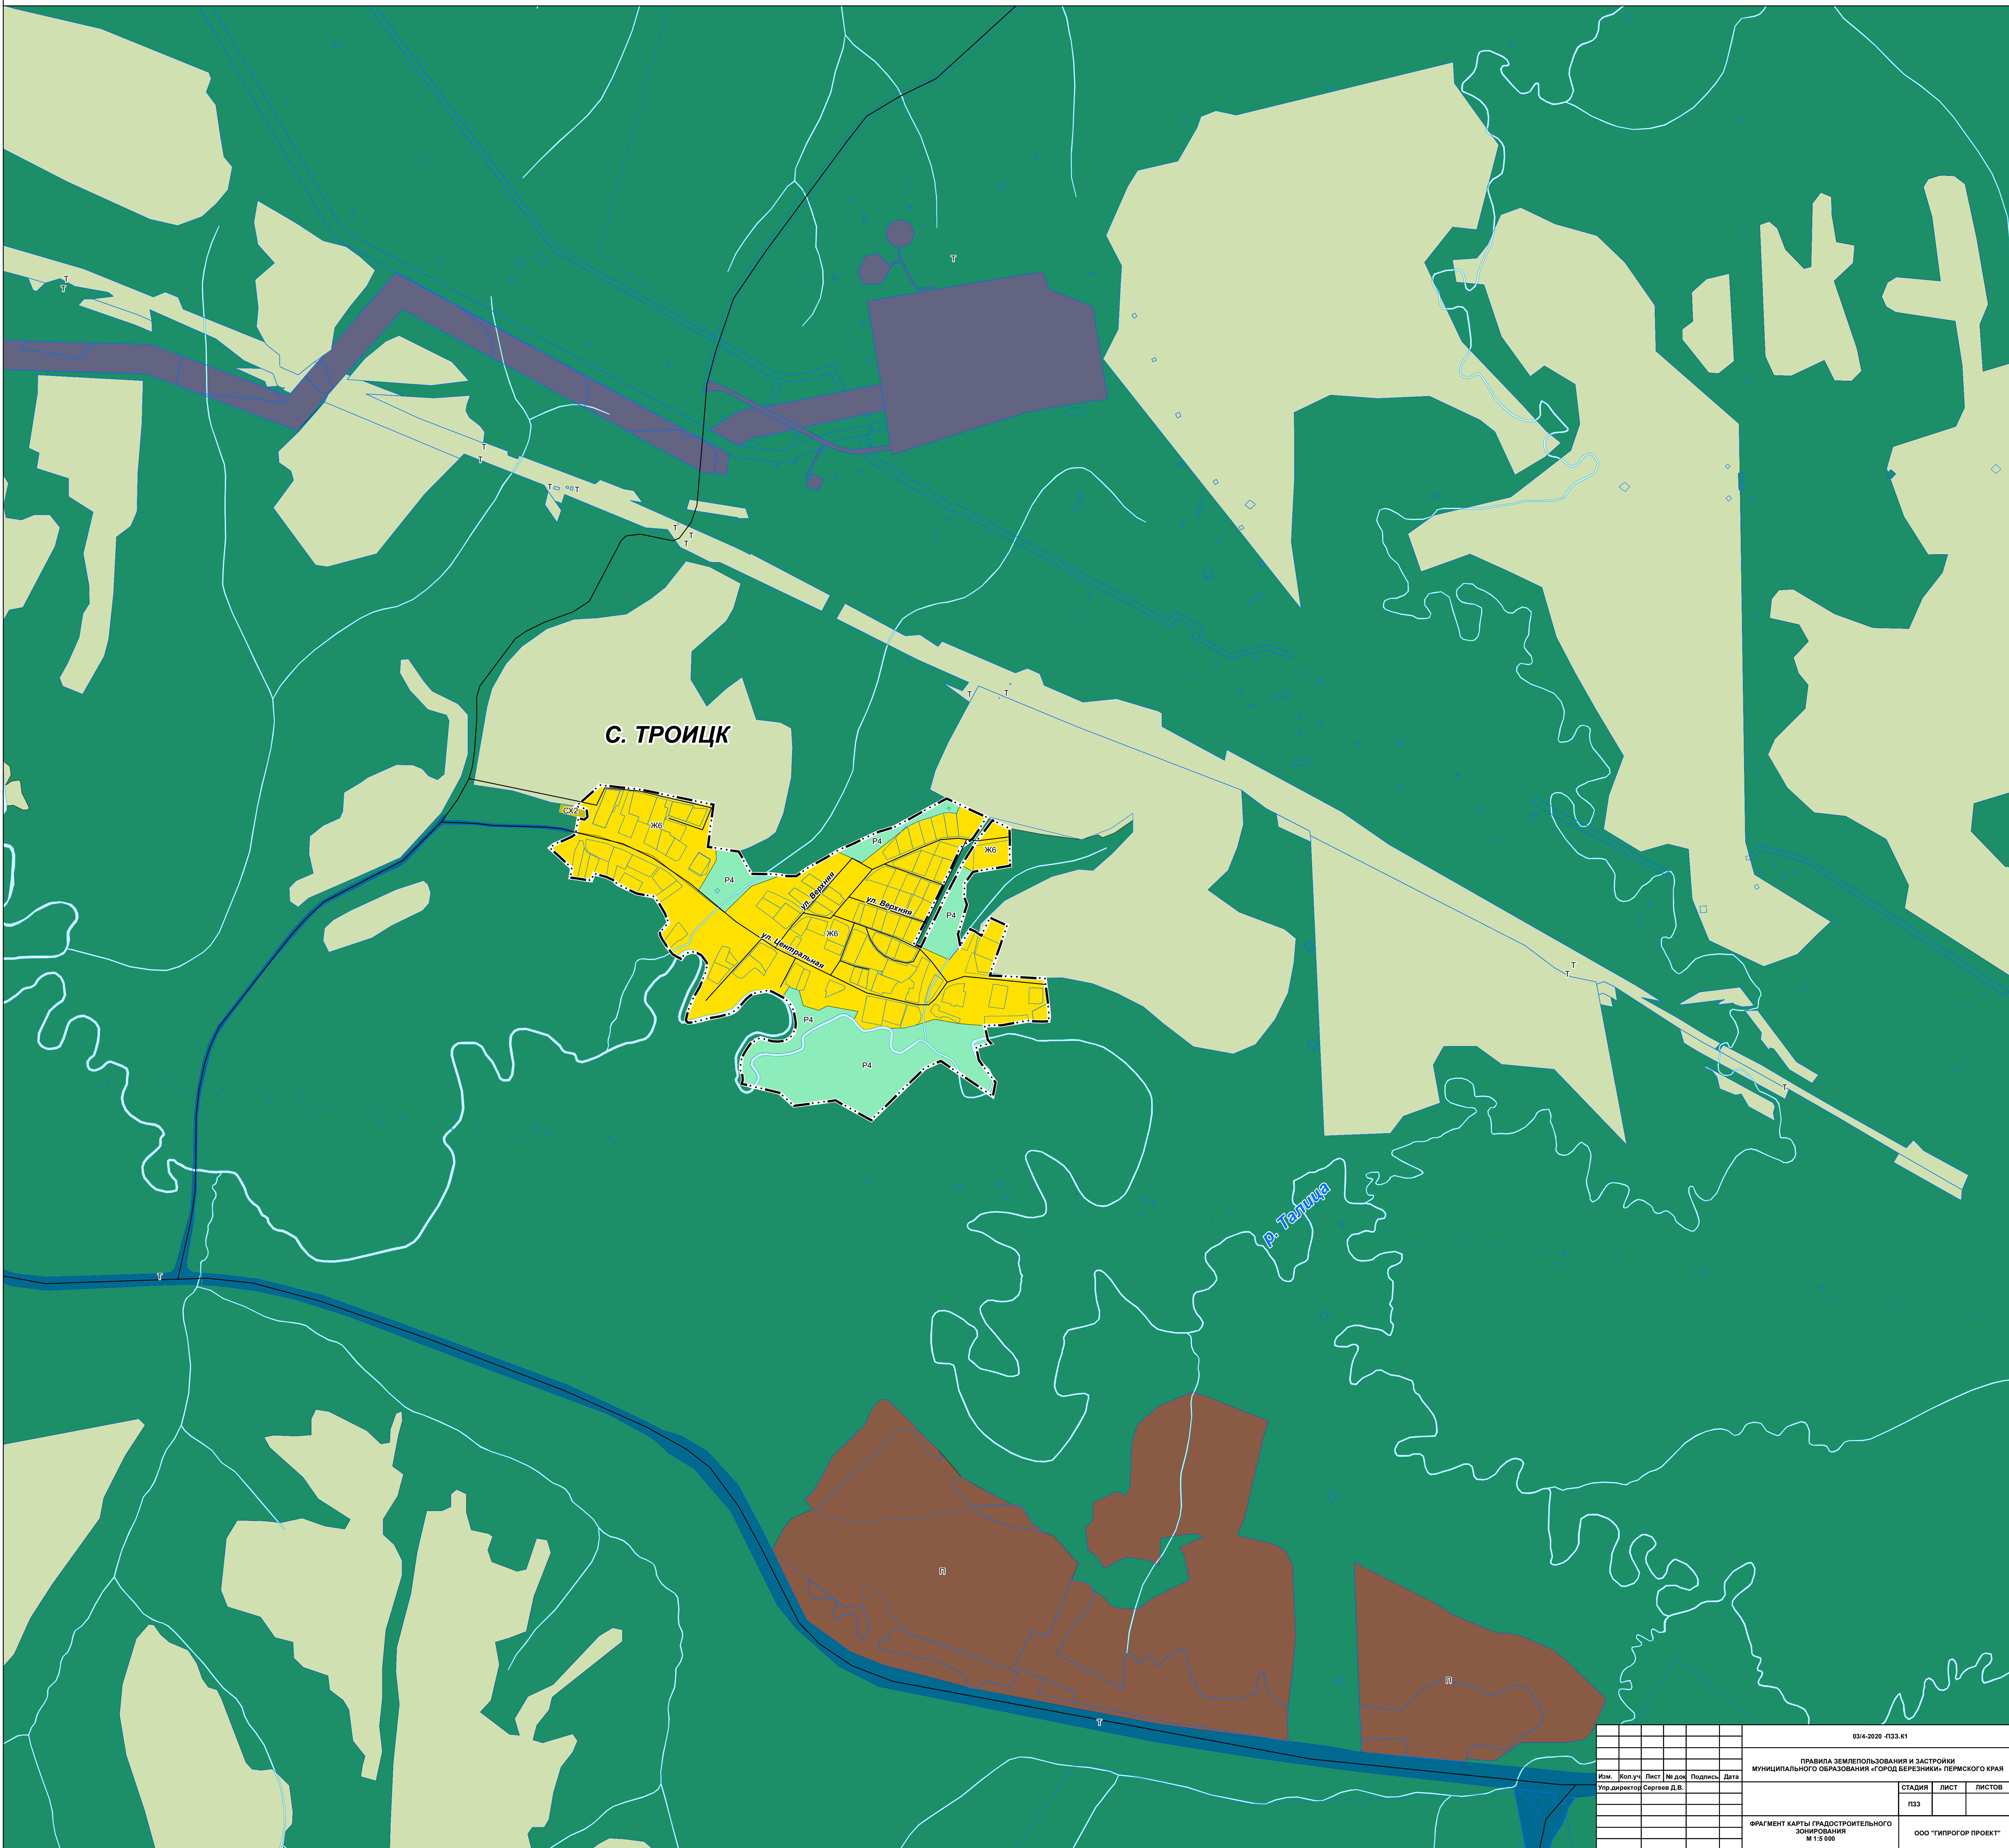 Т
Т
Т
Т
Т
Т
Т
Т
Т
Т
С. ТРОИЦК
Т
Т
СХ2
Ж6
Р4
Ж6
Р4
ул. Верхняя
ул. Верхняя
Р4
Ж6
ул. Центральная
Т
Т
Р4
Р4
Т
р. Талица
Т
П
П
Т
03/4-2020 -ПЗЗ.К1
ПРАВИЛА ЗЕМЛЕПОЛЬЗОВАНИЯ И ЗАСТРОЙКИ
МУНИЦИПАЛЬНОГО ОБРАЗОВАНИЯ «ГОРОД БЕРЕЗНИКИ» ПЕРМСКОГО КРАЯ
Изм. Кол.уч Лист № док Подпись Дата
Упр.директор Сергеев Д.В.
СТАДИЯ ЛИСТ ЛИСТОВ
ПЗЗ
ФРАГМЕНТ КАРТЫ ГРАДОСТРОИТЕЛЬНОГО
ЗОНИРОВАНИЯ
М 1:5 000
ООО "ГИПРОГОР ПРОЕКТ"